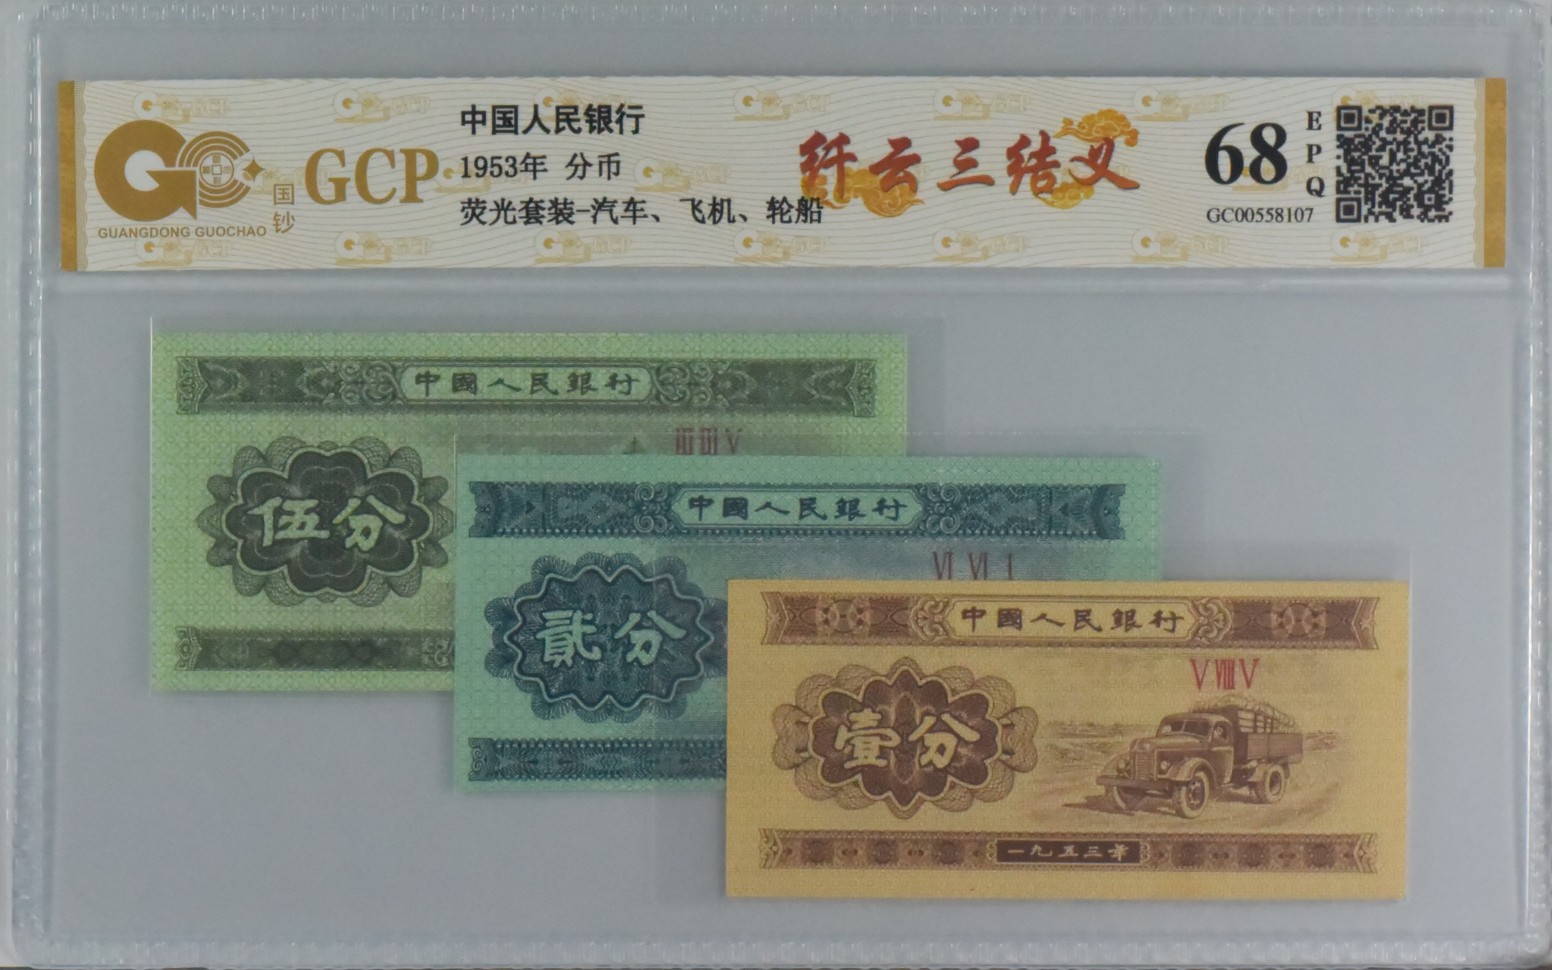 中国人民银行
1953年 分币
荧光套装-汽车、飞机、轮船
GCP
国钞
GUANGDONG GUOCHAO
纤云三结义
68
EPQ
GC00558107
中國人民銀行
III III V
伍分
中國人民銀行
VI VI I
貳分
中國人民銀行
V VIII V
壹分
一九五三年